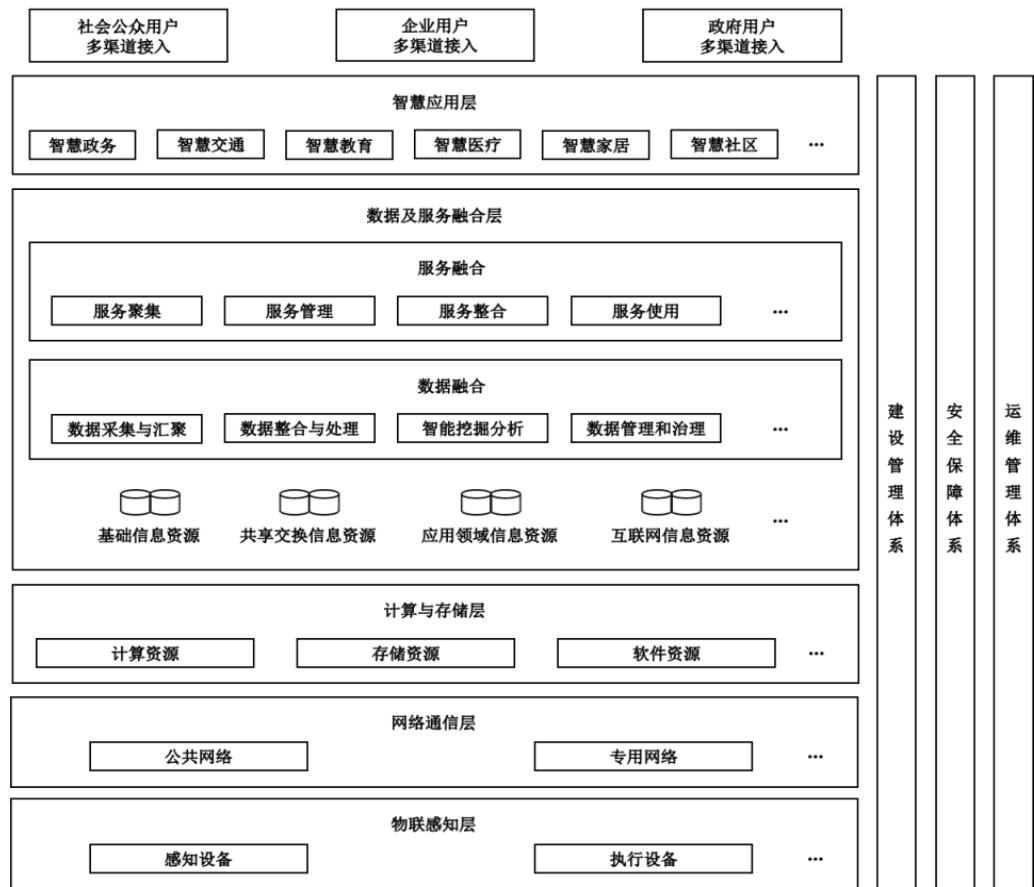 社会公众用户
多渠道接入
企业用户
多渠道接入
政府用户
多渠道接入
智慧应用层
智慧政务
智慧交通
智慧教育
智慧医疗
智慧家居
智慧社区
...
数据及服务融合层
服务融合
服务聚集
服务管理
服务整合
服务使用
...
数据融合
数据采集与汇聚
数据整合与处理
智能挖掘分析
数据管理和治理
...
基础信息资源
共享交换信息资源
应用领域信息资源
互联网信息资源
...
计算与存储层
计算资源
存储资源
软件资源
...
网络通信层
公共网络
专用网络
...
物联感知层
感知设备
执行设备
...
建设管理体系
安全保障体系
运维管理体系